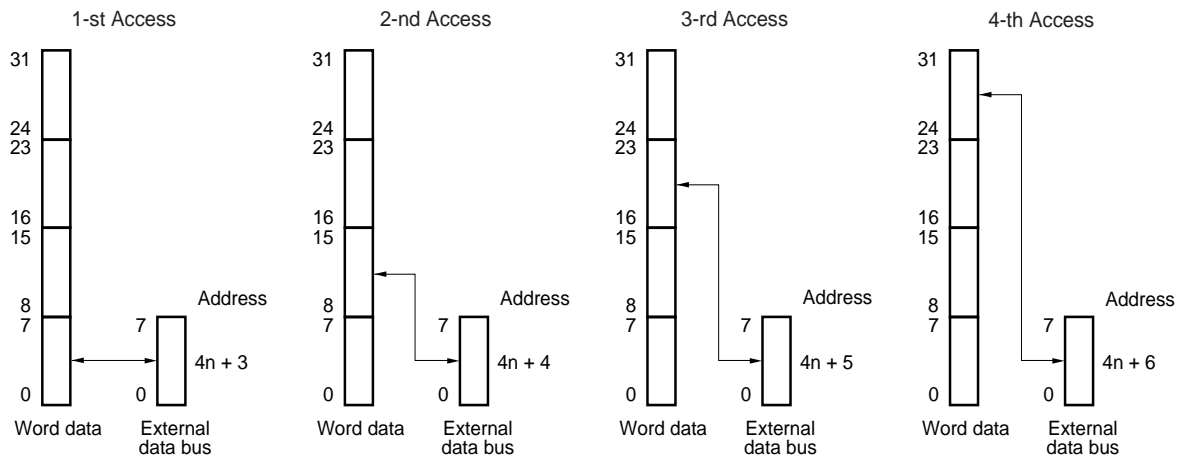 1-st Access
31
24
23
16
15
8
7
0
Address
7
4n + 3
0
Word data
External
data bus
2-nd Access
31
24
23
16
15
8
7
0
Address
7
4n + 4
0
Word data
External
data bus
3-rd Access
31
24
23
16
15
8
7
0
Address
7
4n + 5
0
Word data
External
data bus
4-th Access
31
24
23
16
15
8
7
0
Address
7
4n + 6
0
Word data
External
data bus